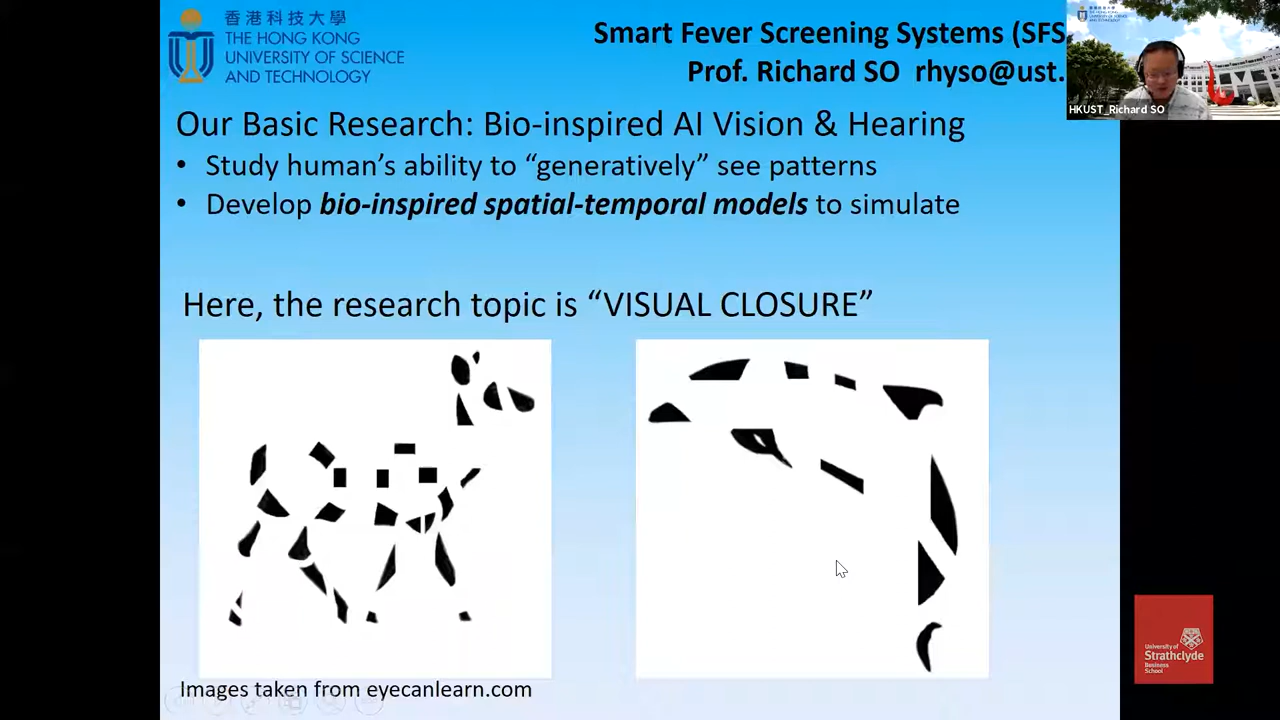 香港科技大學
THE HONG KONG
UNIVERSITY OF SCIENCE
AND TECHNOLOGY
Smart Fever Screening Systems (SFS
Prof. Richard SO rhyso@ust.
HKUST_Richard SO
Our Basic Research: Bio-inspired AI Vision & Hearing
• Study human's ability to “generatively” see patterns
• Develop bio-inspired spatial-temporal models to simulate
Here, the research topic is “VISUAL CLOSURE”
Images taken from eyecanlearn.com
University of
Strathclyde
Business
School